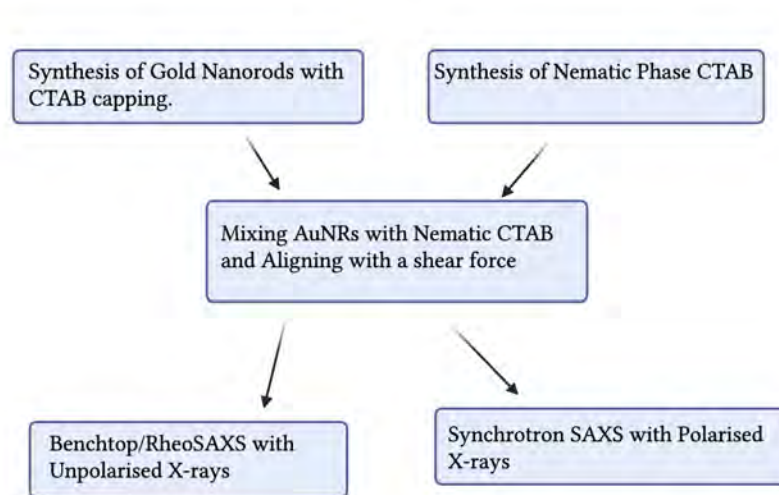 Synthesis of Gold Nanorods with
CTAB capping.
Synthesis of Nematic Phase CTAB
Mixing AuNRs with Nematic CTAB
and Aligning with a shear force
Benchtop/RheoSAXS with
Unpolarised X-rays
Synchrotron SAXS with Polarised
X-rays